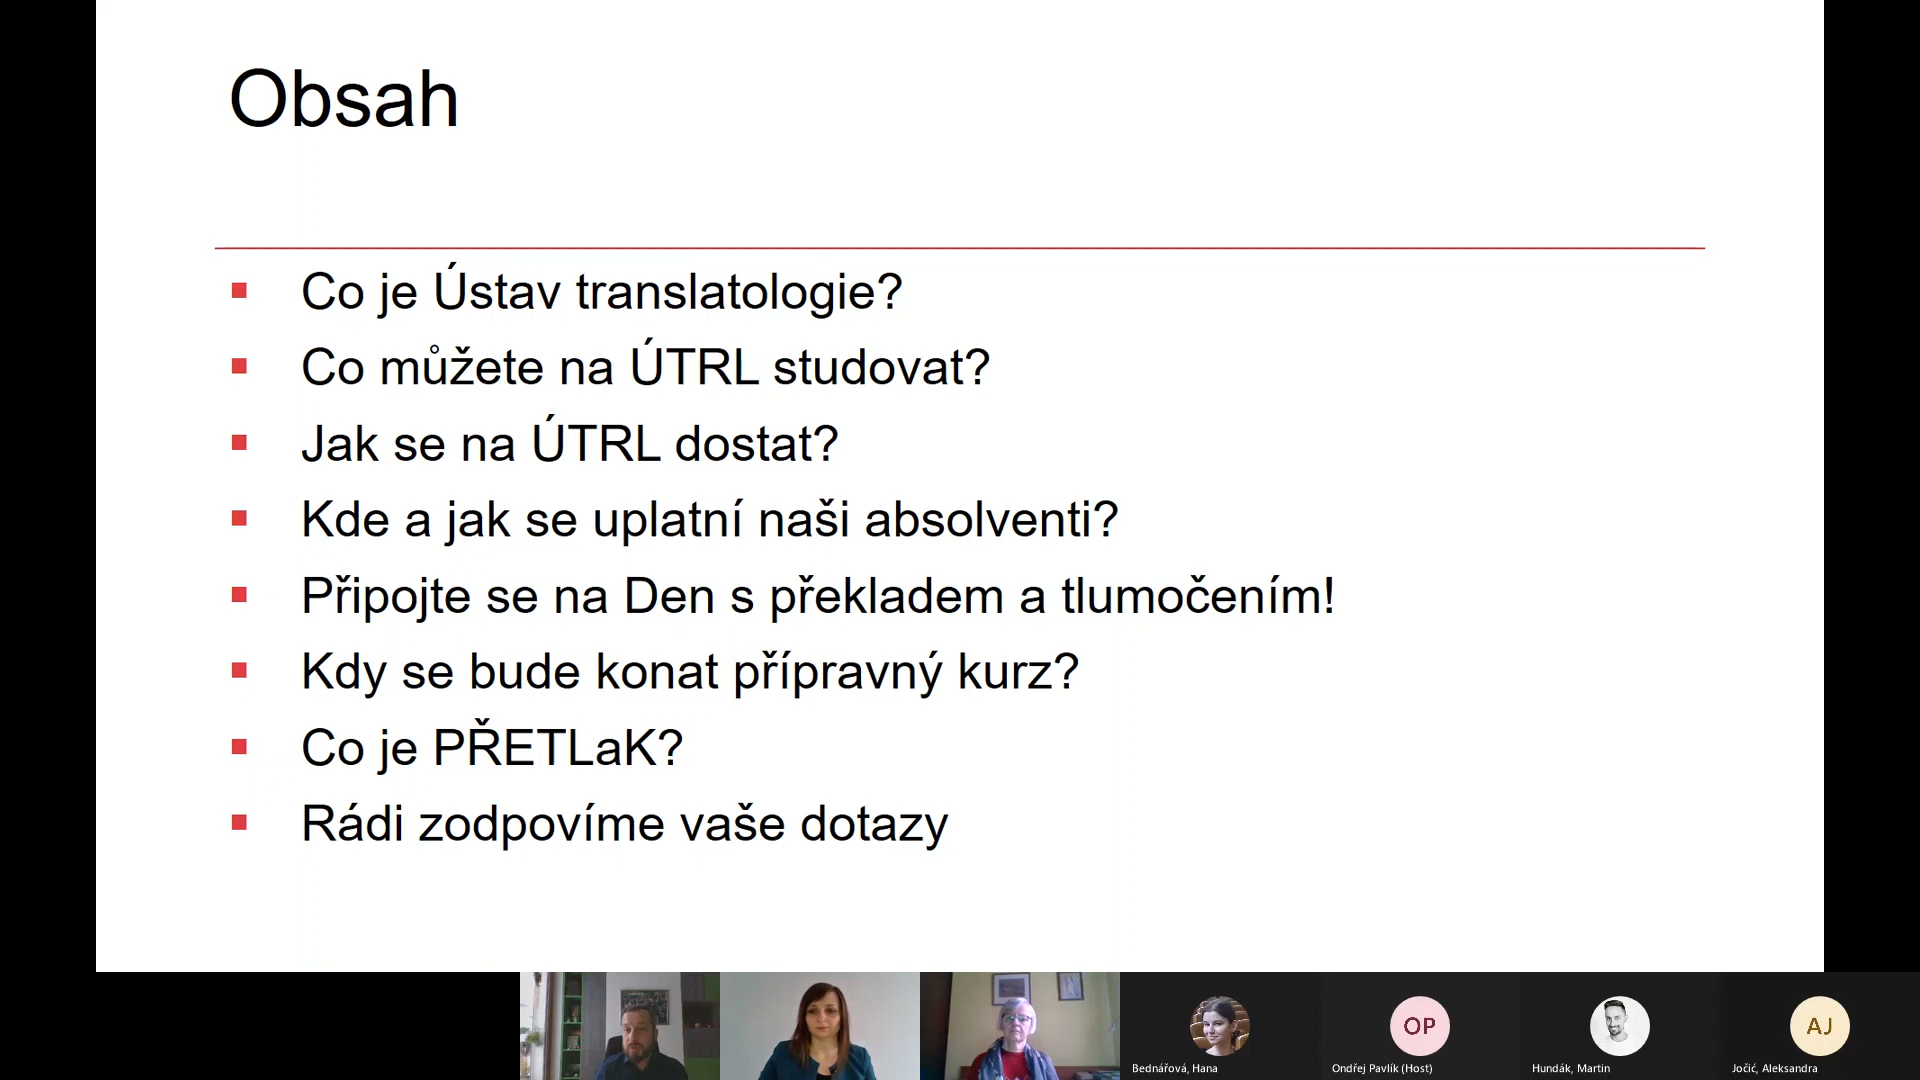 Obsah
Co je Ústav translatologie?
Co můžete na ÚTRL studovat?
Jak se na ÚTRL dostat?
Kde a jak se uplatní naši absolventi?
Připojte se na Den s překladem a tlumočením!
Kdy se bude konat přípravný kurz?
Co je PŘETLaK?
Rádi zodpovíme vaše dotazy
OP
AJ
Bednářová, Hana
Ondřej Pavlík (Host)
Hundák, Martin
Jočić, Aleksandra